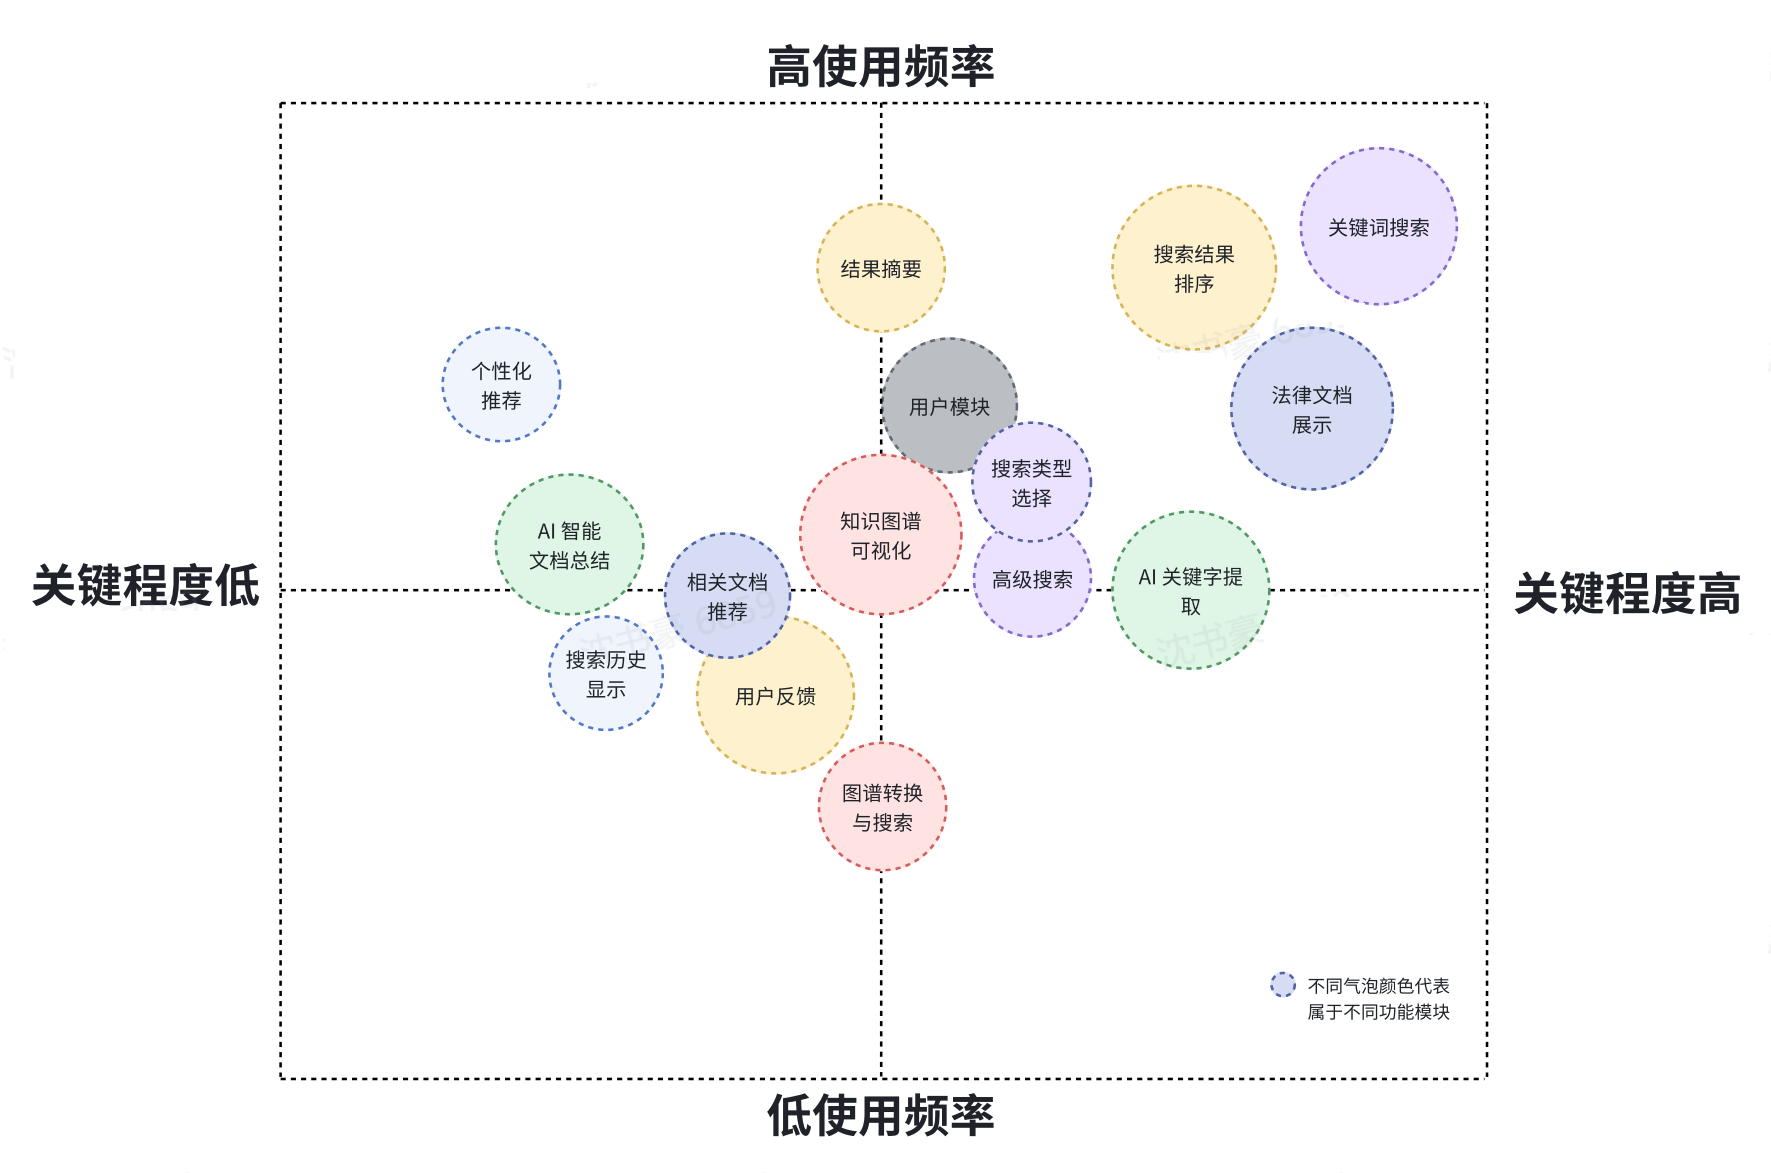 高使用频率
关键词搜索
搜索结果
排序
结果摘要
个性化
推荐
用户模块
法律文档
展示
搜索类型
选择
知识图谱
可视化
AI 智能
文档总结
相关文档
推荐
高级搜索
AI 关键字提
取
关键程度低
关键程度高
搜索历史
显示
用户反馈
图谱转换
与搜索
不同气泡颜色代表
属于不同功能模块
低使用频率
沈书豪
沈书豪